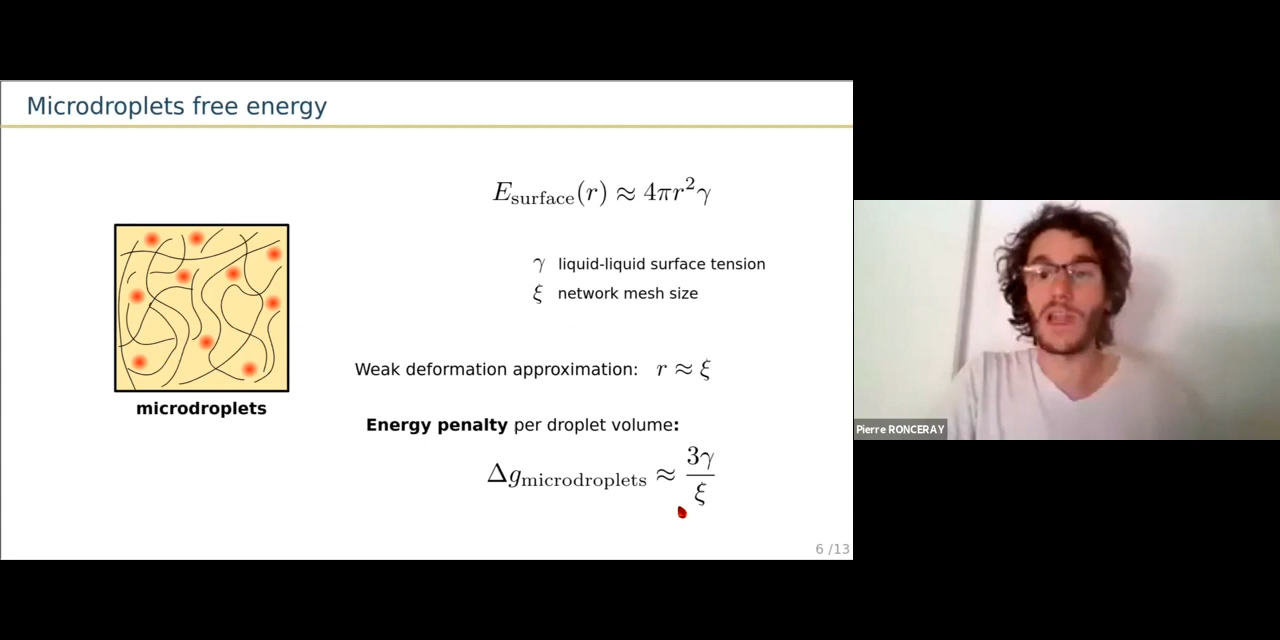 Microdroplets free energy
E_surface(r) ≈ 4πr²γ
γ liquid-liquid surface tension
ξ network mesh size
Weak deformation approximation: r ≈ ξ
microdroplets
Energy penalty per droplet volume:
Δg_microdroplets ≈ 3γ/ξ
Pierre RONCERAY
6 /13